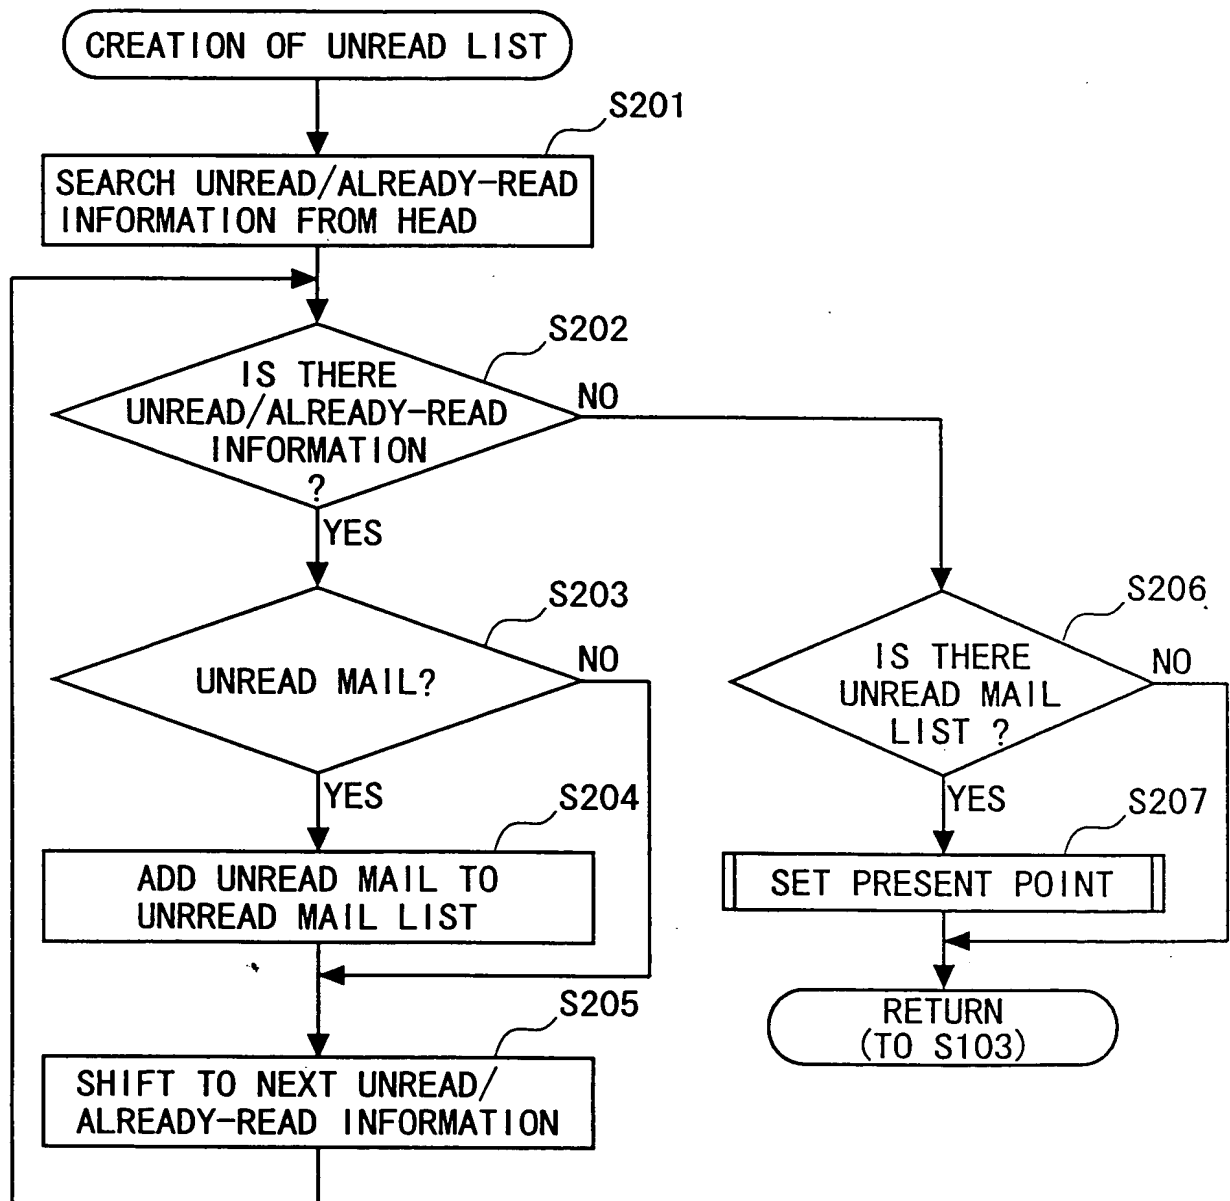 CREATION OF UNREAD LIST
S201
SEARCH UNREAD/ALREADY-READ
INFORMATION FROM HEAD
S202
IS THERE
UNREAD/ALREADY-READ
INFORMATION
?
NO
YES
S203
UNREAD MAIL?
NO
YES
S204
ADD UNREAD MAIL TO
UNRREAD MAIL LIST
S205
SHIFT TO NEXT UNREAD/
ALREADY-READ INFORMATION
S206
IS THERE
UNREAD MAIL
LIST ?
NO
YES
S207
SET PRESENT POINT
RETURN
(TO S103)